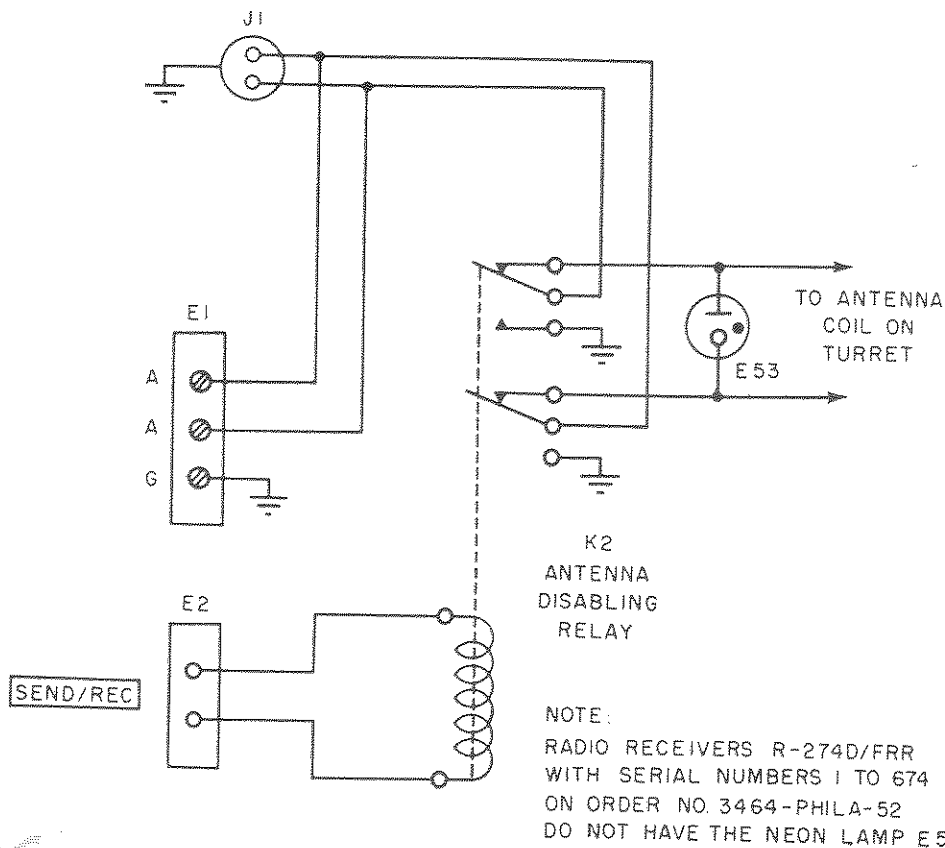 J1
E1
A
A
G
TO ANTENNA
COIL ON
TURRET
E53
K2
ANTENNA
DISABLING
RELAY
E2
SEND/REC
NOTE:
RADIO RECEIVERS R-274D/FRR
WITH SERIAL NUMBERS 1 TO 674
ON ORDER NO. 3464-PHILA-52
DO NOT HAVE THE NEON LAMP E5